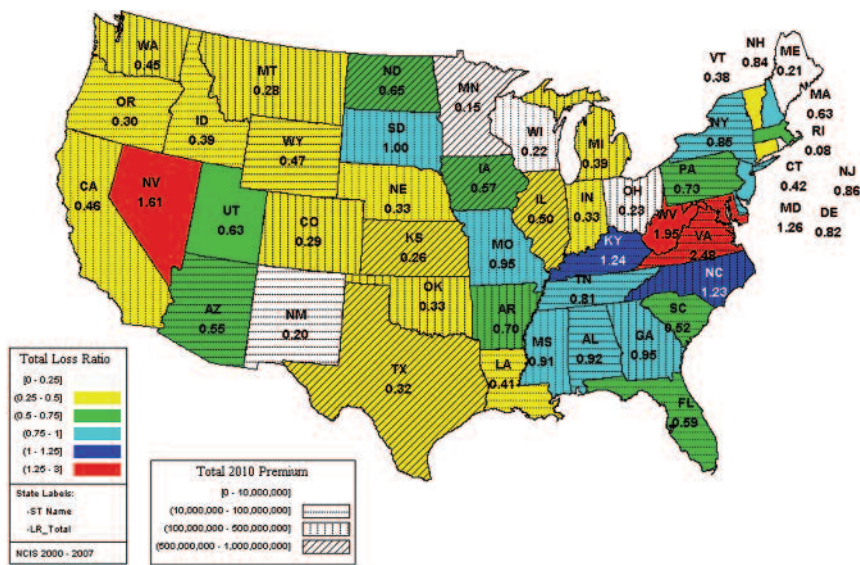 WA
0.45
OR
0.30
CA
0.46
NV
1.61
ID
0.39
MT
0.28
WY
0.47
UT
0.63
CO
0.29
AZ
0.55
NM
0.20
ND
0.65
SD
1.00
NE
0.33
KS
0.26
OK
0.33
TX
0.32
MN
0.15
IA
0.57
MO
0.95
AR
0.70
LA
0.41
WI
0.22
IL
0.50
MI
0.39
IN
0.33
OH
0.23
KY
1.24
TN
0.81
MS
0.91
AL
0.92
GA
0.95
FL
0.59
SC
0.52
NC
1.23
VA
2.48
WV
1.95
PA
0.73
NY
0.85
VT
0.38
NH
0.84
ME
0.21
MA
0.63
RI
0.08
CT
0.42
NJ
0.86
MD
1.26
DE
0.82
Total Loss Ratio
[0 - 0.25]
(0.25 - 0.5]
(0.5 - 0.75]
(0.75 - 1]
(1 - 1.25]
(1.25 - 3]
State Labels:
-ST Name
-LR_Total
NCIS 2000 - 2007
Total 2010 Premium
[0 - 10,000,000]
(10,000,000 - 100,000,000]
(100,000,000 - 500,000,000]
(500,000,000 - 1,000,000,000]